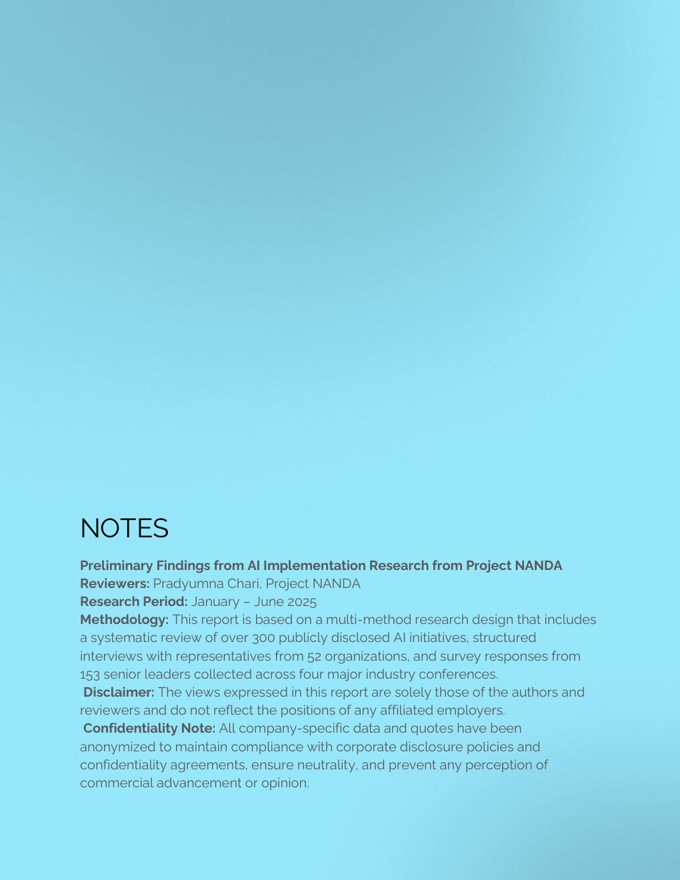 NOTES
Preliminary Findings from AI Implementation Research from Project NANDA
Reviewers: Pradyumna Chari, Project NANDA
Research Period: January – June 2025
Methodology: This report is based on a multi-method research design that includes
a systematic review of over 300 publicly disclosed AI initiatives, structured
interviews with representatives from 52 organizations, and survey responses from
153 senior leaders collected across four major industry conferences.
Disclaimer: The views expressed in this report are solely those of the authors and
reviewers and do not reflect the positions of any affiliated employers.
Confidentiality Note: All company-specific data and quotes have been
anonymized to maintain compliance with corporate disclosure policies and
confidentiality agreements, ensure neutrality, and prevent any perception of
commercial advancement or opinion.